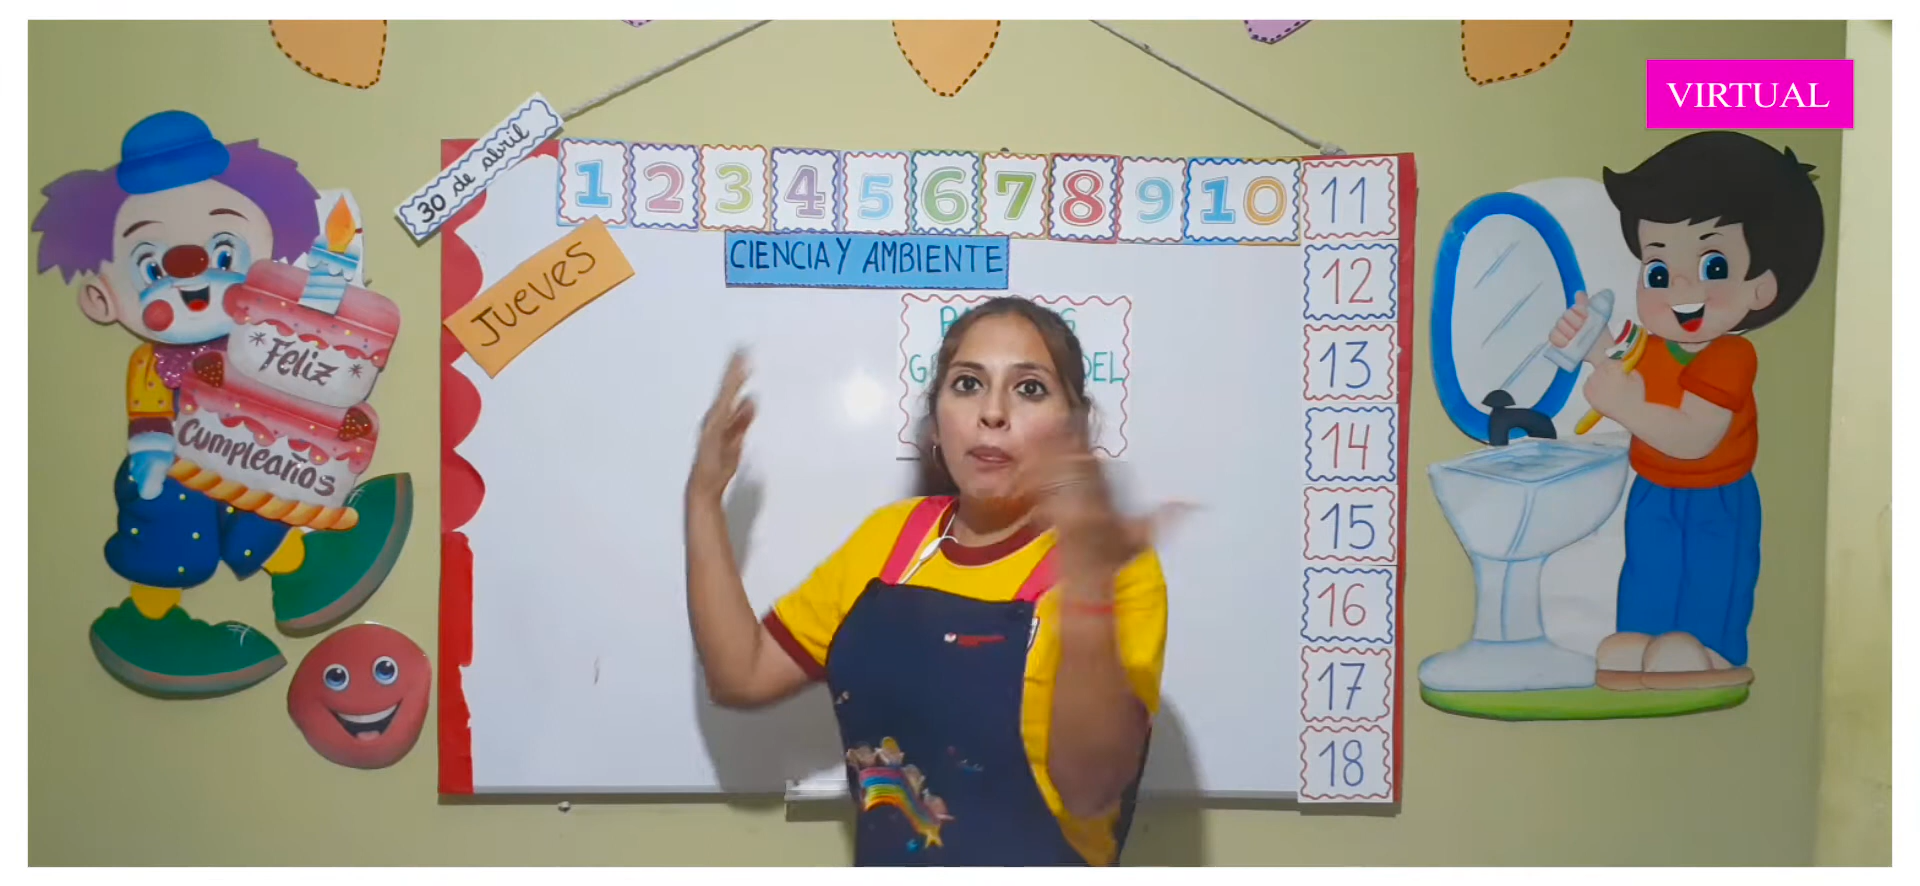 VIRTUAL
30 de abril
1 2 3 4 5 6 7 8 9 10 11
JUEVES
CIENCIA Y AMBIENTE
12
DEL
13
14
15
16
17
18
*Feliz*
Cumpleaños